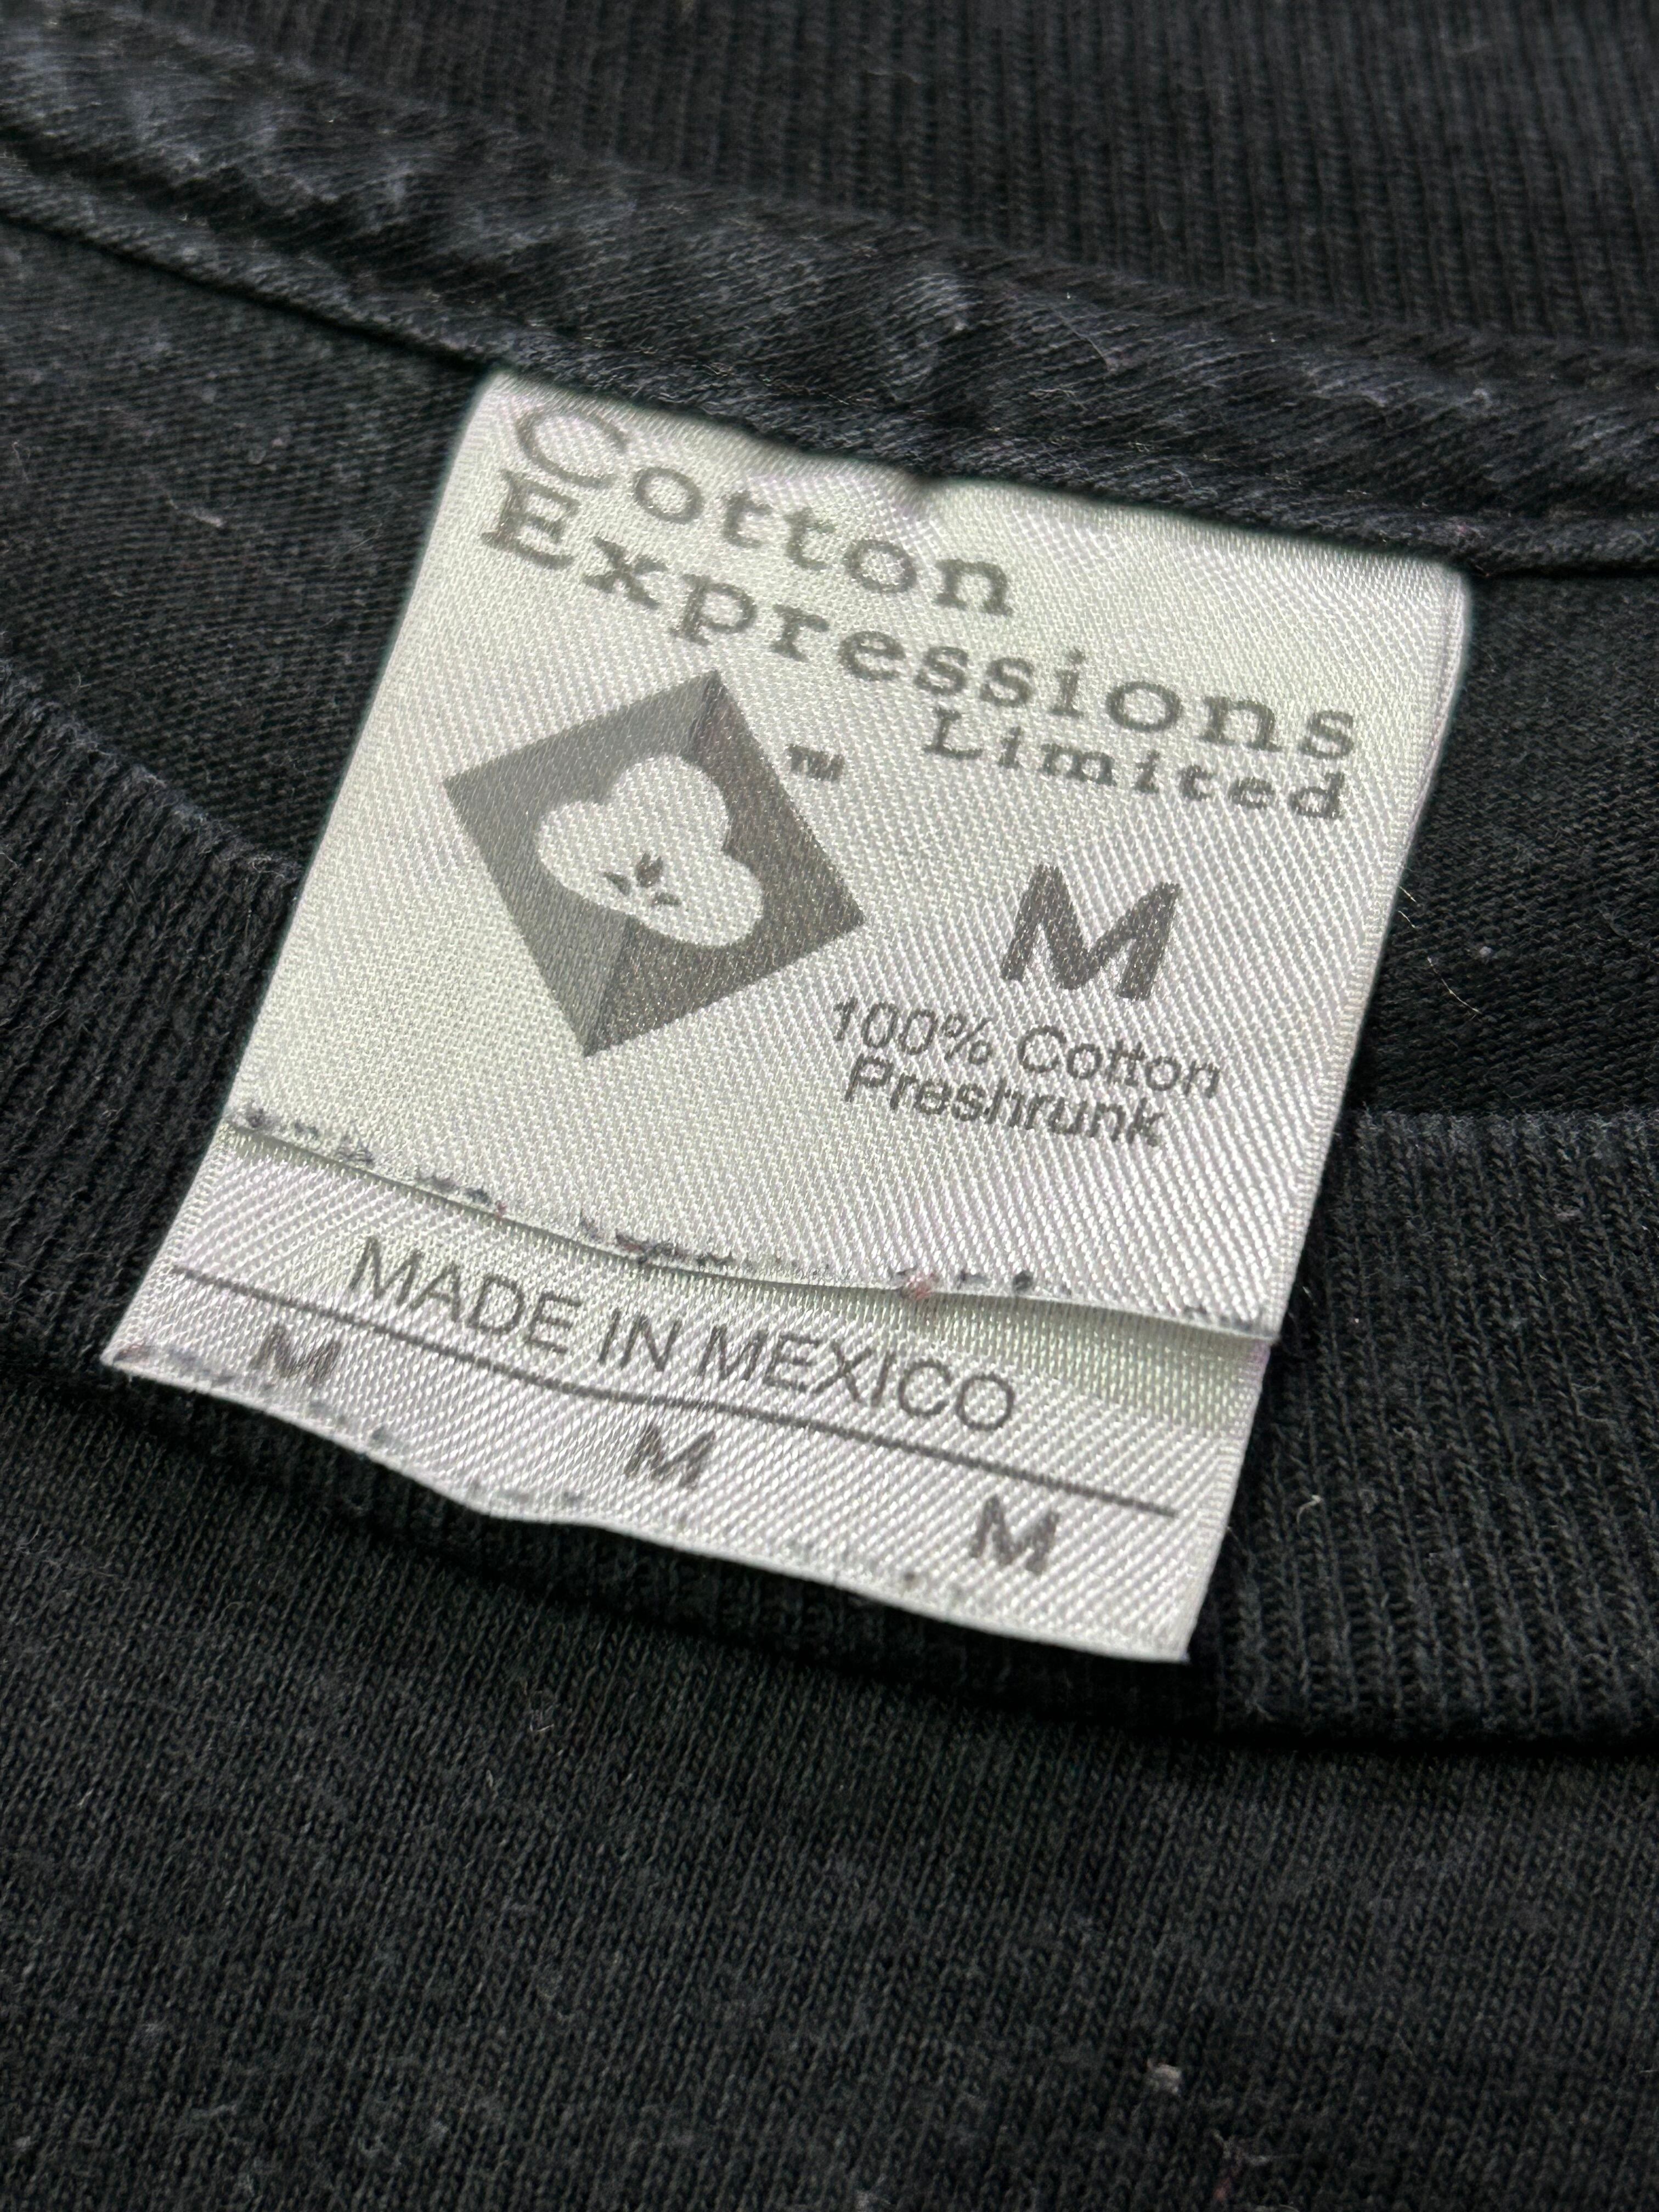 Cotton
Expressions
Limited
TM
M
100% Cotton
Preshrunk
MADE IN MEXICO
M M M